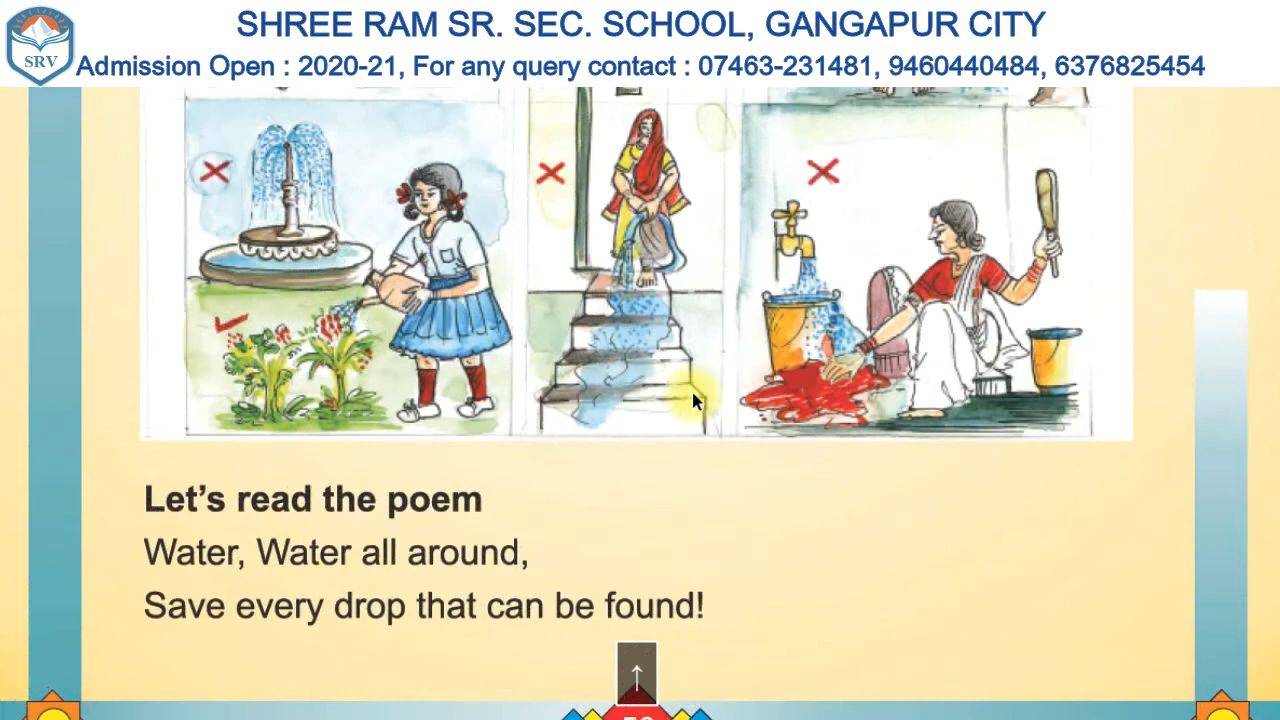 SHREE RAM SR. SEC. SCHOOL, GANGAPUR CITY
SRV
Admission Open : 2020-21, For any query contact : 07463-231481, 9460440484, 6376825454
Let's read the poem
Water, Water all around,
Save every drop that can be found!